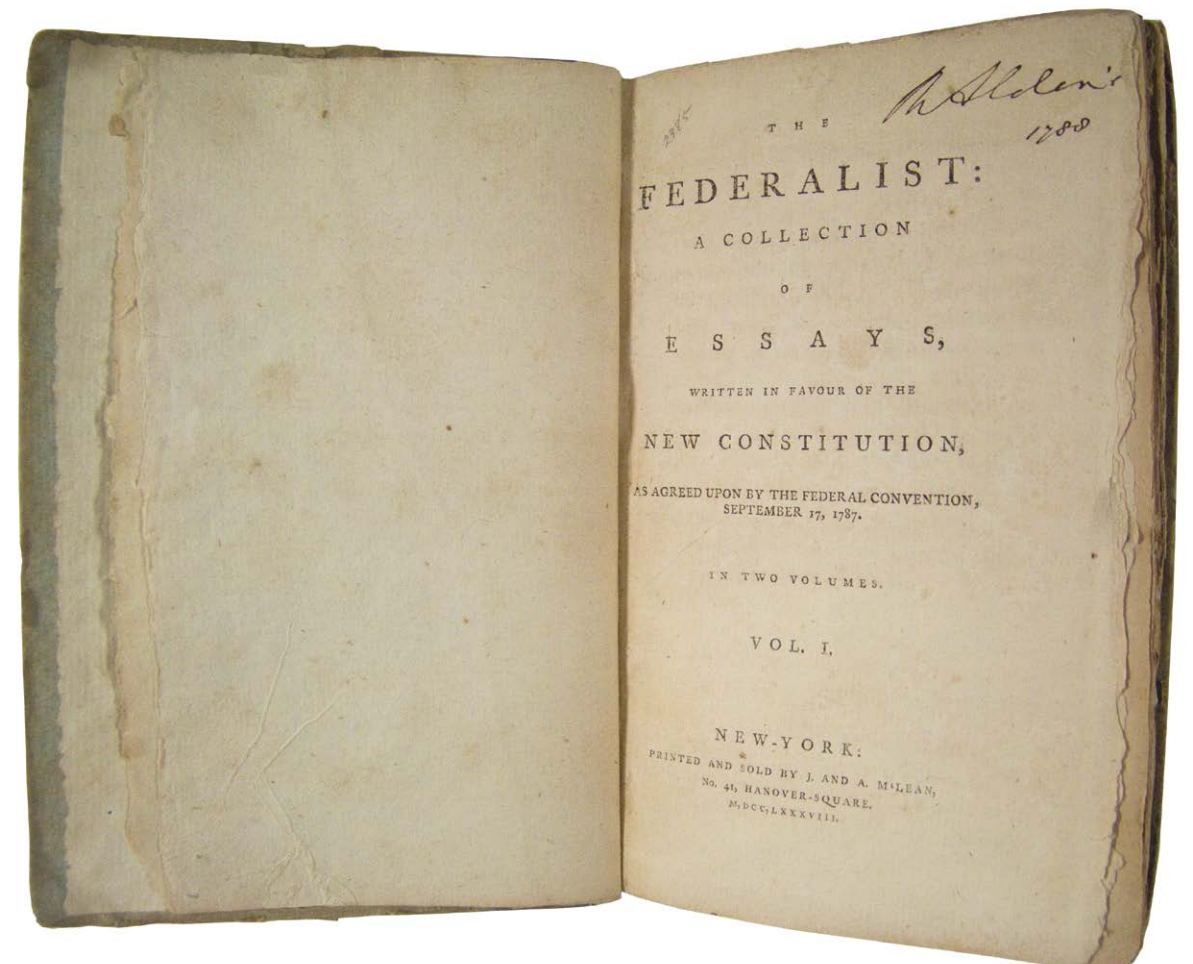 2385
THE
1788
FEDERALIST:
A COLLECTION
OF
ESSAYS,
WRITTEN IN FAVOUR OF THE
NEW CONSTITUTION,
AS AGREED UPON BY THE FEDERAL CONVENTION,
SEPTEMBER 17, 1787.
IN TWO VOLUMES.
VOL. I.
NEW-YORK:
PRINTED AND SOLD BY J. AND A. M‘LEAN,
No. 41, HANOVER-SQUARE.
M,DCC,LXXXVIII.